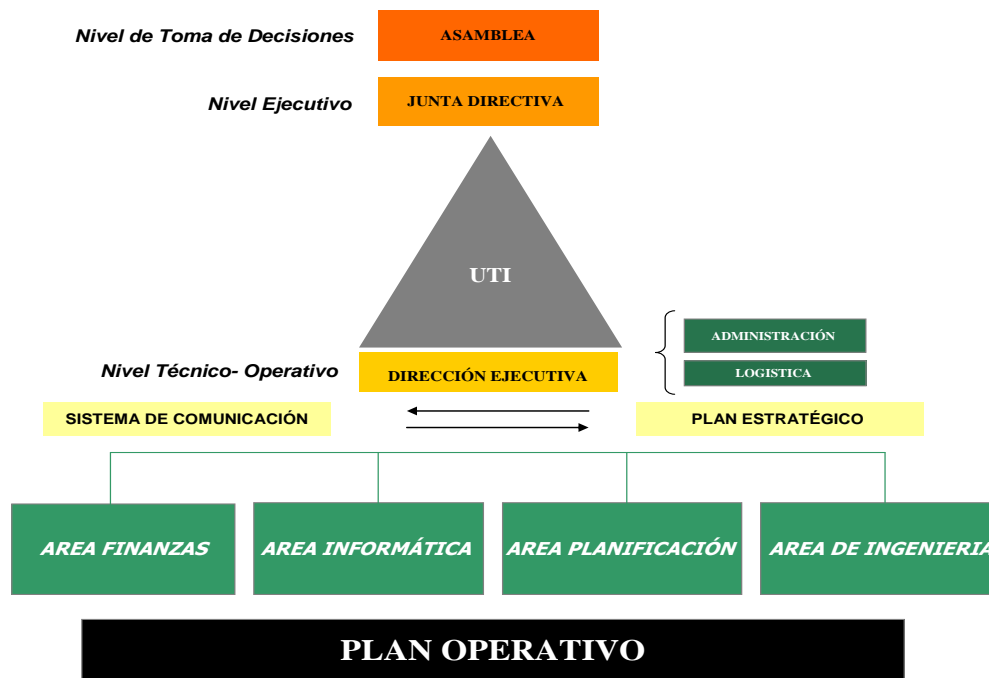 Nivel de Toma de Decisiones
ASAMBLEA
Nivel Ejecutivo
JUNTA DIRECTIVA
UTI
ADMINISTRACIÓN
LOGISTICA
Nivel Técnico- Operativo
DIRECCIÓN EJECUTIVA
SISTEMA DE COMUNICACIÓN
PLAN ESTRATÉGICO
AREA FINANZAS
AREA INFORMÁTICA
AREA PLANIFICACIÓN
AREA DE INGENIERIA
PLAN OPERATIVO